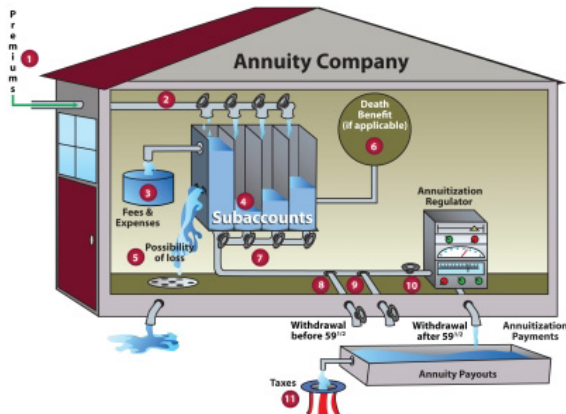 Premiums
1
Annuity Company
2
Death
Benefit
(if applicable)
6
3
Fees &
Expenses
4
Subaccounts
Annuitization
Regulator
5
Possibility
of loss
7
8
9
10
Withdrawal
before 59 1/2
Withdrawal
after 59 1/2
Annuitization
Payments
Annuity Payouts
Taxes
11